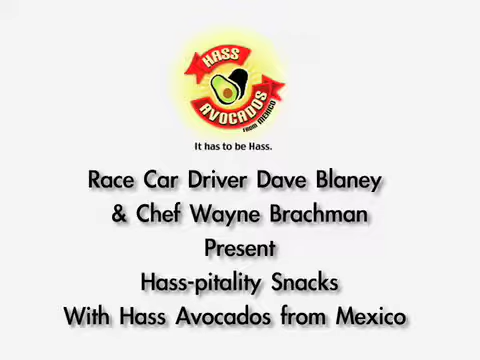 HASS
AVOCADOS
FROM MEXICO
It has to be Hass.
Race Car Driver Dave Blaney
& Chef Wayne Brachman
Present
Hass-pitality Snacks
With Hass Avocados from Mexico